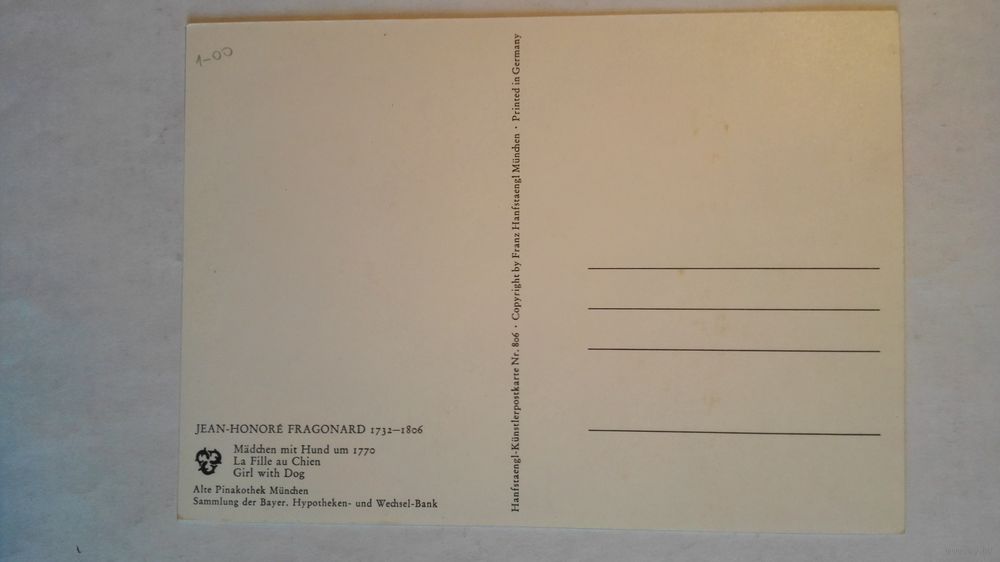 1-00
JEAN-HONORÉ FRAGONARD 1732–1806
Mädchen mit Hund um 1770
La Fille au Chien
Girl with Dog
Alte Pinakothek München
Sammlung der Bayer. Hypotheken- und Wechsel-Bank
Hanfstaengl-Künstlerpostkarte Nr. 806 · Copyright by Franz Hanfstaengl München · Printed in Germany